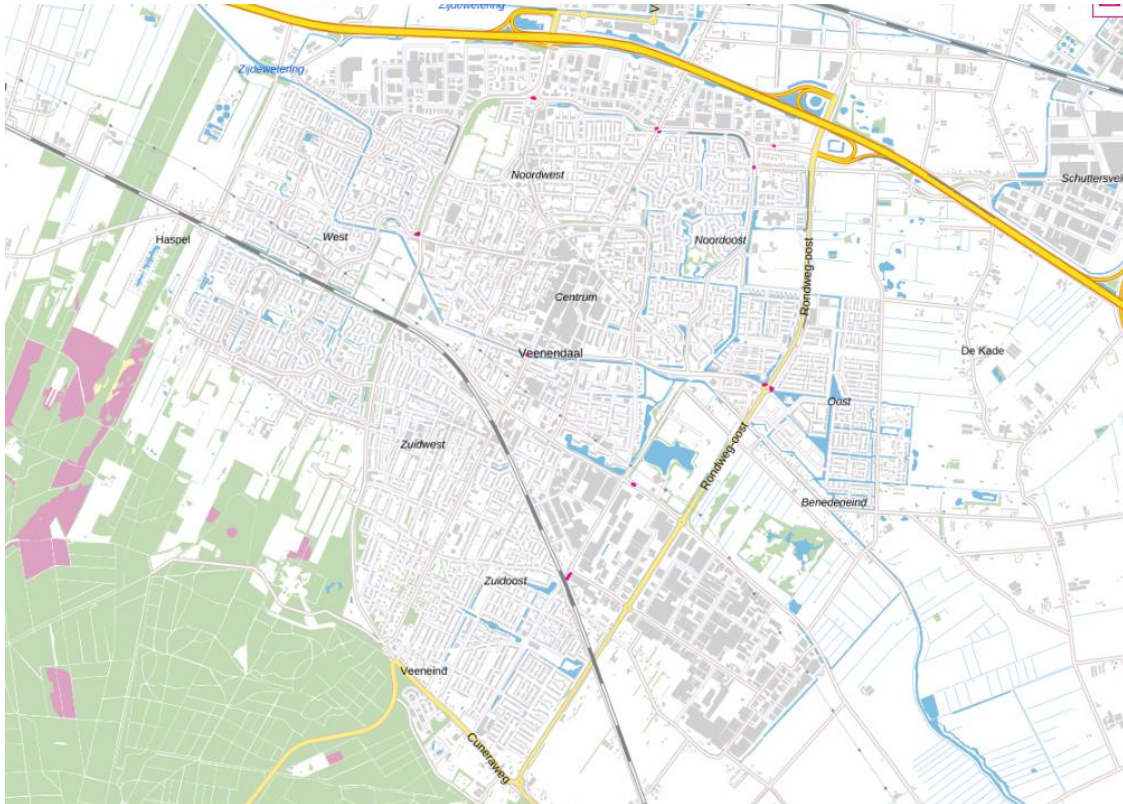 Zijdewetering
V
Zijdewetering
Noordwest
Schuttersvel
West
Haspel
Noordoost
Rondweg-oost
Centrum
Veenendaal
De Kade
Oost
Zuidwest
Rondweg-oost
Benedeneind
Zuidoost
Veeneind
Cuneraweg